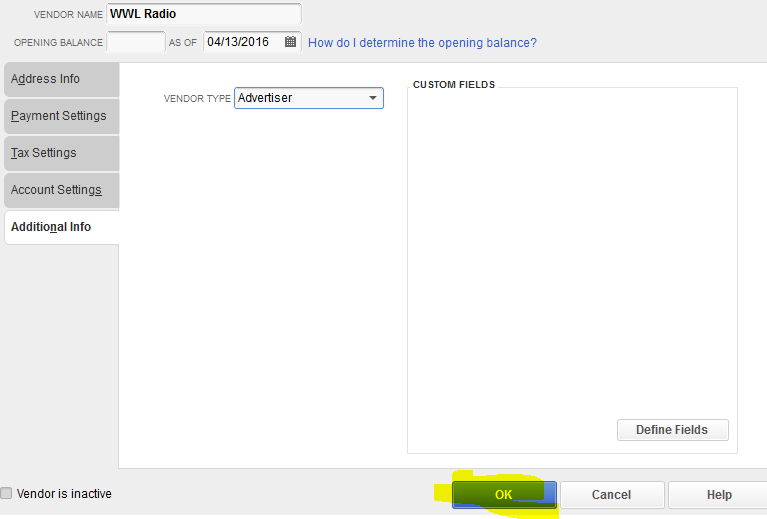 VENDOR NAME WWL Radio
OPENING BALANCE AS OF 04/13/2016 How do I determine the opening balance?
Address Info
Payment Settings
Tax Settings
Account Settings
Additional Info
VENDOR TYPE Advertiser
CUSTOM FIELDS
Define Fields
Vendor is inactive
OK Cancel Help